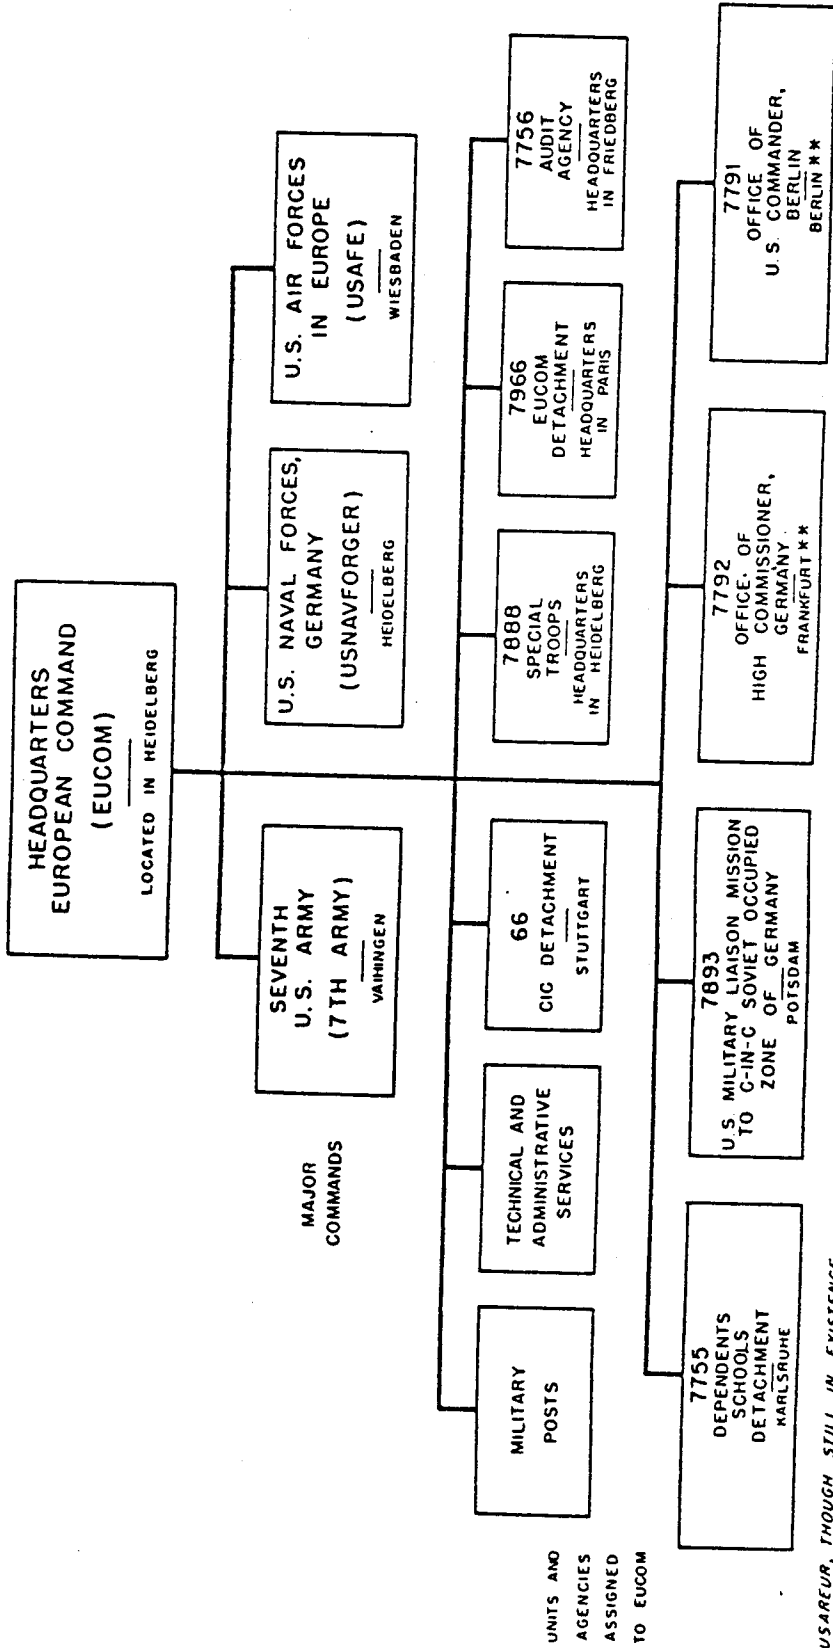 HEADQUARTERS
EUROPEAN COMMAND
(EUCOM)
LOCATED IN HEIDELBERG
MAJOR
COMMANDS
SEVENTH
U.S. ARMY
(7TH ARMY)
VAIHINGEN
U.S. NAVAL FORCES,
GERMANY
(USNAVFORGER)
HEIDELBERG
U.S. AIR FORCES
IN EUROPE
(USAFE)
WIESBADEN
UNITS AND
AGENCIES
ASSIGNED
TO EUCOM
MILITARY
POSTS
TECHNICAL AND
ADMINISTRATIVE
SERVICES
66
CIC DETACHMENT
STUTTGART
7888
SPECIAL
TROOPS
HEADQUARTERS
IN HEIDELBERG
7966
EUCOM
DETACHMENT
HEADQUARTERS
IN PARIS
7756
AUDIT
AGENCY
HEADQUARTERS
IN FRIEDBERG
7755
DEPENDENTS
SCHOOLS
DETACHMENT
KARLSRUHE
7893
U.S. MILITARY LIAISON MISSION
TO C-IN-C SOVIET OCCUPIED
ZONE OF GERMANY
POTSDAM
7792
OFFICE OF
HIGH COMMISSIONER,
GERMANY
FRANKFURT**
7791
OFFICE OF
U.S. COMMANDER,
BERLIN
BERLIN**
USAREUR, THOUGH STILL IN EXISTENCE